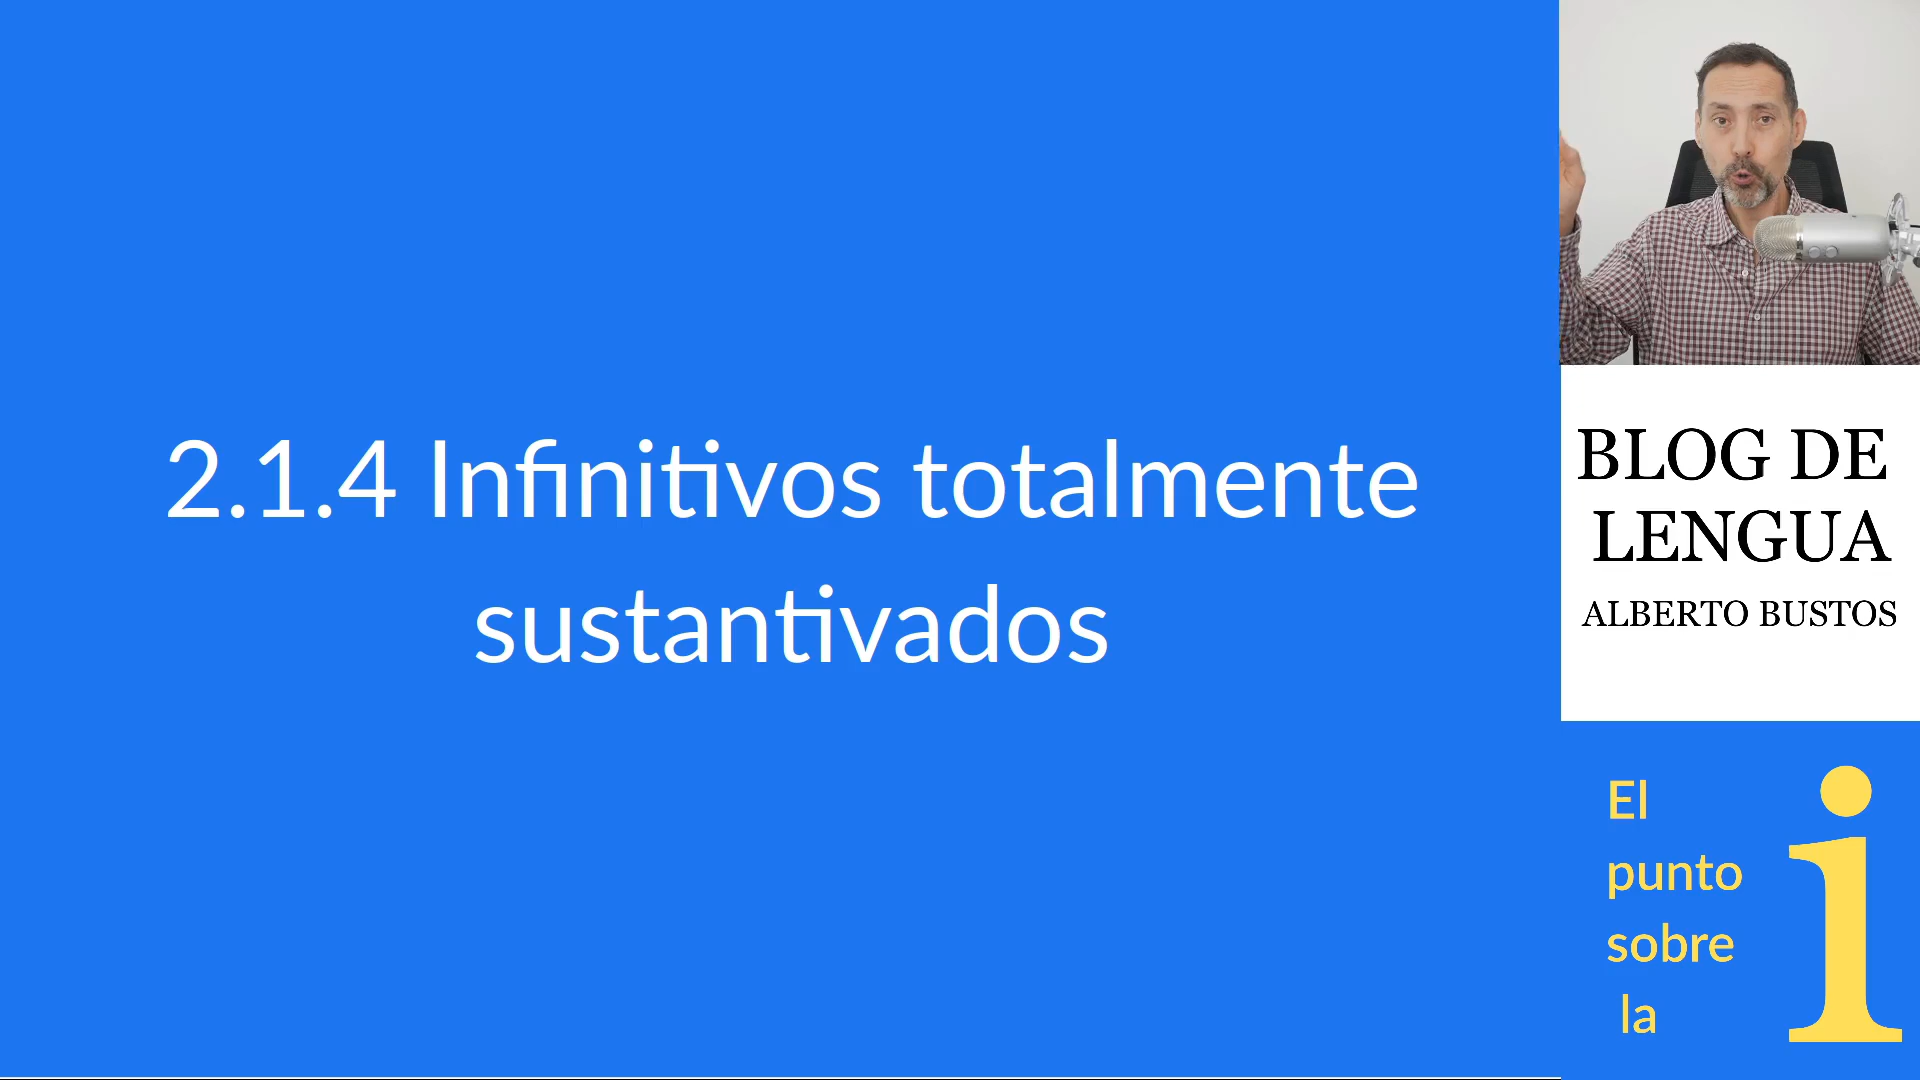 2.1.4 Infinitivos totalmente
sustantivados
BLOG DE
LENGUA
ALBERTO BUSTOS
El
punto
sobre
la
i